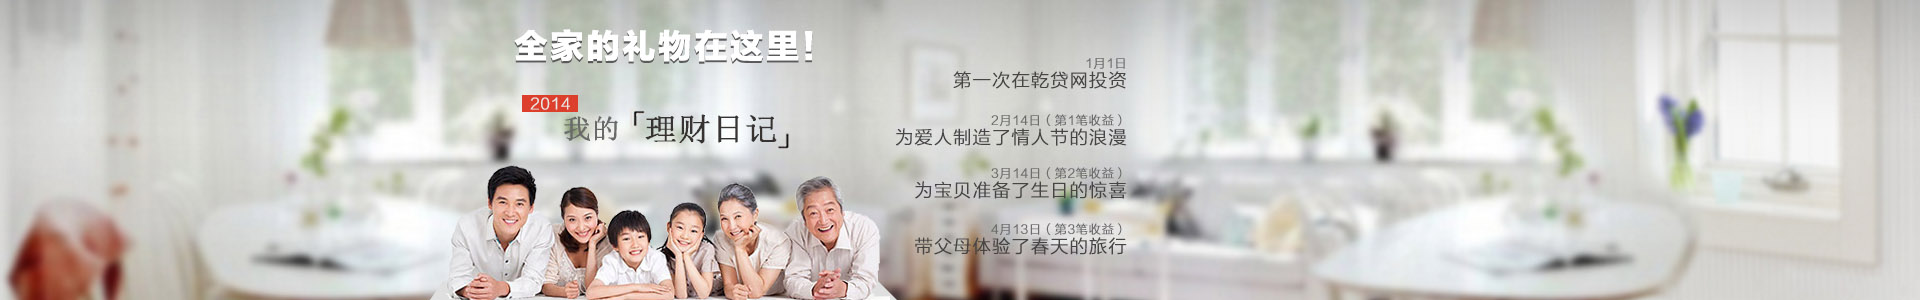 全家的礼物在这里！
2014
我的「理财日记」
1月1日
第一次在乾贷网投资
2月14日（第1笔收益）
为爱人制造了情人节的浪漫
3月14日（第2笔收益）
为宝贝准备了生日的惊喜
4月13日（第3笔收益）
带父母体验了春天的旅行